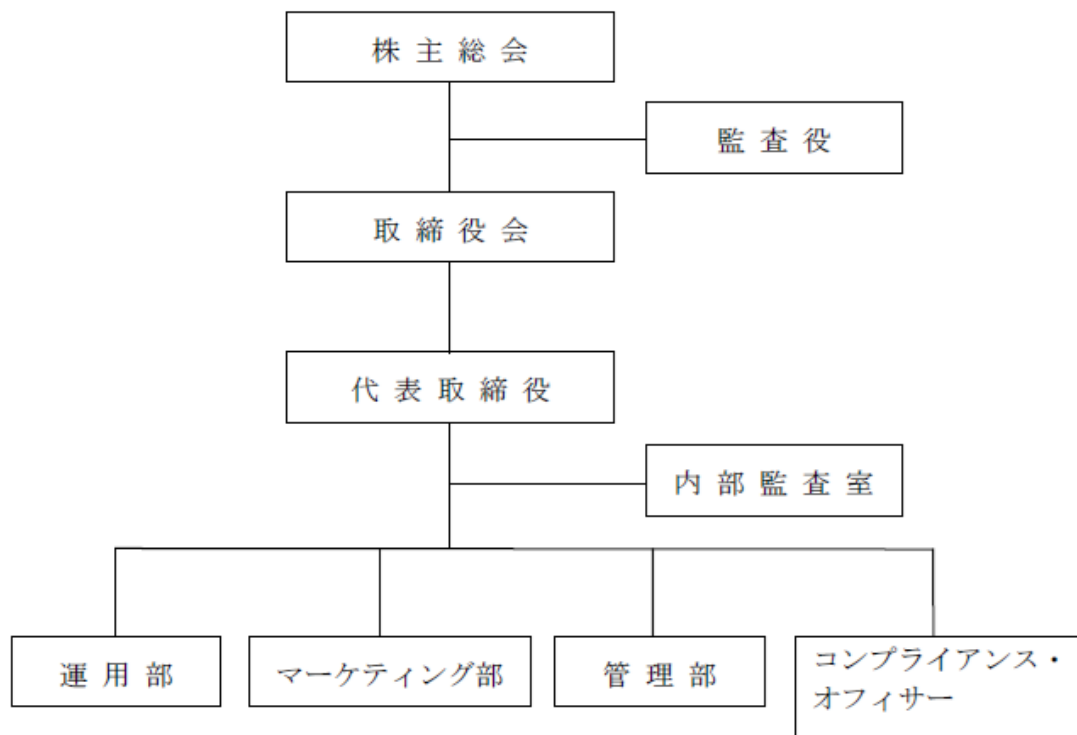 株主総会
監査役
取締役会
代表取締役
内部監査室
運用部
マーケティング部
管理部
コンプライアンス・
オフィサー